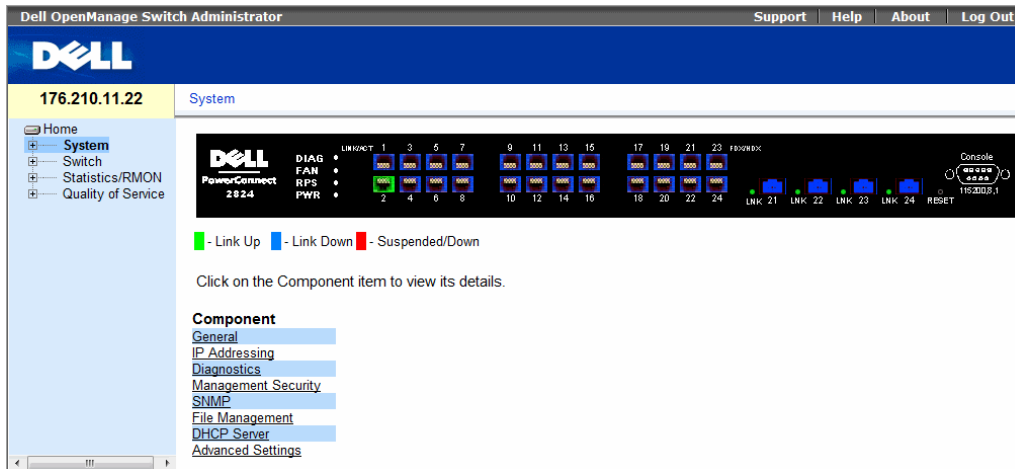 Dell OpenManage Switch Administrator Support Help About Log Out
DELL
176.210.11.22 System
Home
System
Switch
Statistics/RMON
Quality of Service
LINK/ACT 1 3 5 7 9 11 13 15 17 19 21 23 FDX/HDX
DELL
PowerConnect
2824
DIAG
FAN
RPS
PWR
2 4 6 8 10 12 14 16 18 20 22 24
LNK 21 LNK 22 LNK 23 LNK 24 RESET
Console
115200,8,1
- Link Up - Link Down - Suspended/Down
Click on the Component item to view its details.
Component
General
IP Addressing
Diagnostics
Management Security
SNMP
File Management
DHCP Server
Advanced Settings